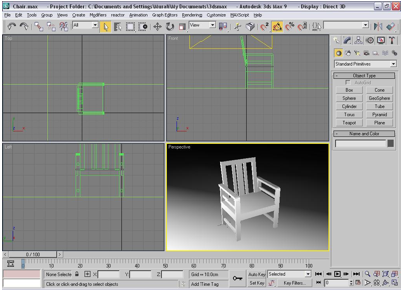 Chair.max - Project Folder: C:\Documents and Settings\Marali\My Documents\3dsmax - Autodesk 3ds Max 9 - Display : Direct 3D
File Edit Tools Group Views Create Modifiers reactor Animation Graph Editors Rendering Customize MAXScript Help
All View
Top Front
Left Perspective
Standard Primitives
Object Type
AutoGrid
Box Cone
Sphere GeoSphere
Cylinder Tube
Torus Pyramid
Teapot Plane
Name and Color
0 / 100
0 10 20 30 40 50 60 70 80 90 100
None Selecte X Y Z Grid = 10.0cm Auto Key Selected
Click or click-and-drag to select objects Add Time Tag Set Key Key Filters... 0